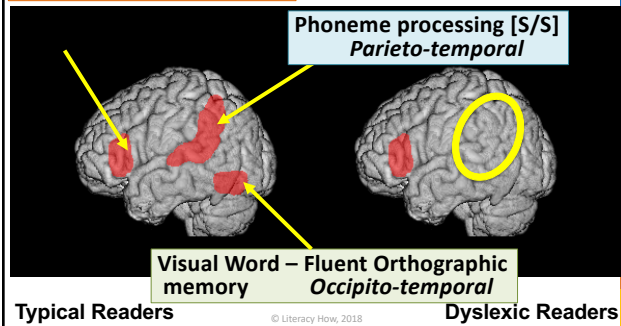 Phoneme processing [S/S]
Parieto-temporal
Visual Word – Fluent Orthographic
memory Occipito-temporal
Typical Readers
© Literacy How, 2018
Dyslexic Readers